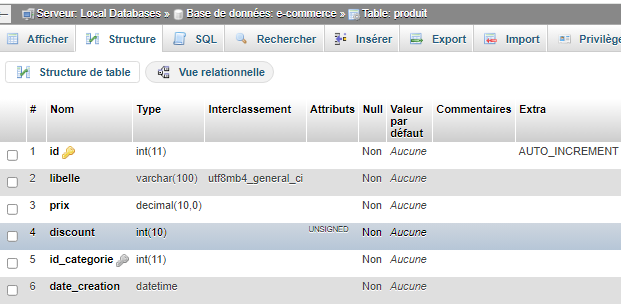 Serveur: Local Databases » Base de données: e-commerce » Table: produit
Afficher Structure SQL Rechercher Insérer Export Import Privilège
Structure de table Vue relationnelle
# Nom Type Interclassement Attributs Null Valeur par défaut Commentaires Extra
1 id int(11) Non Aucune AUTO_INCREMENT
2 libelle varchar(100) utf8mb4_general_ci Non Aucune
3 prix decimal(10,0) Non Aucune
4 discount int(10) UNSIGNED Non Aucune
5 id_categorie int(11) Non Aucune
6 date_creation datetime Non Aucune